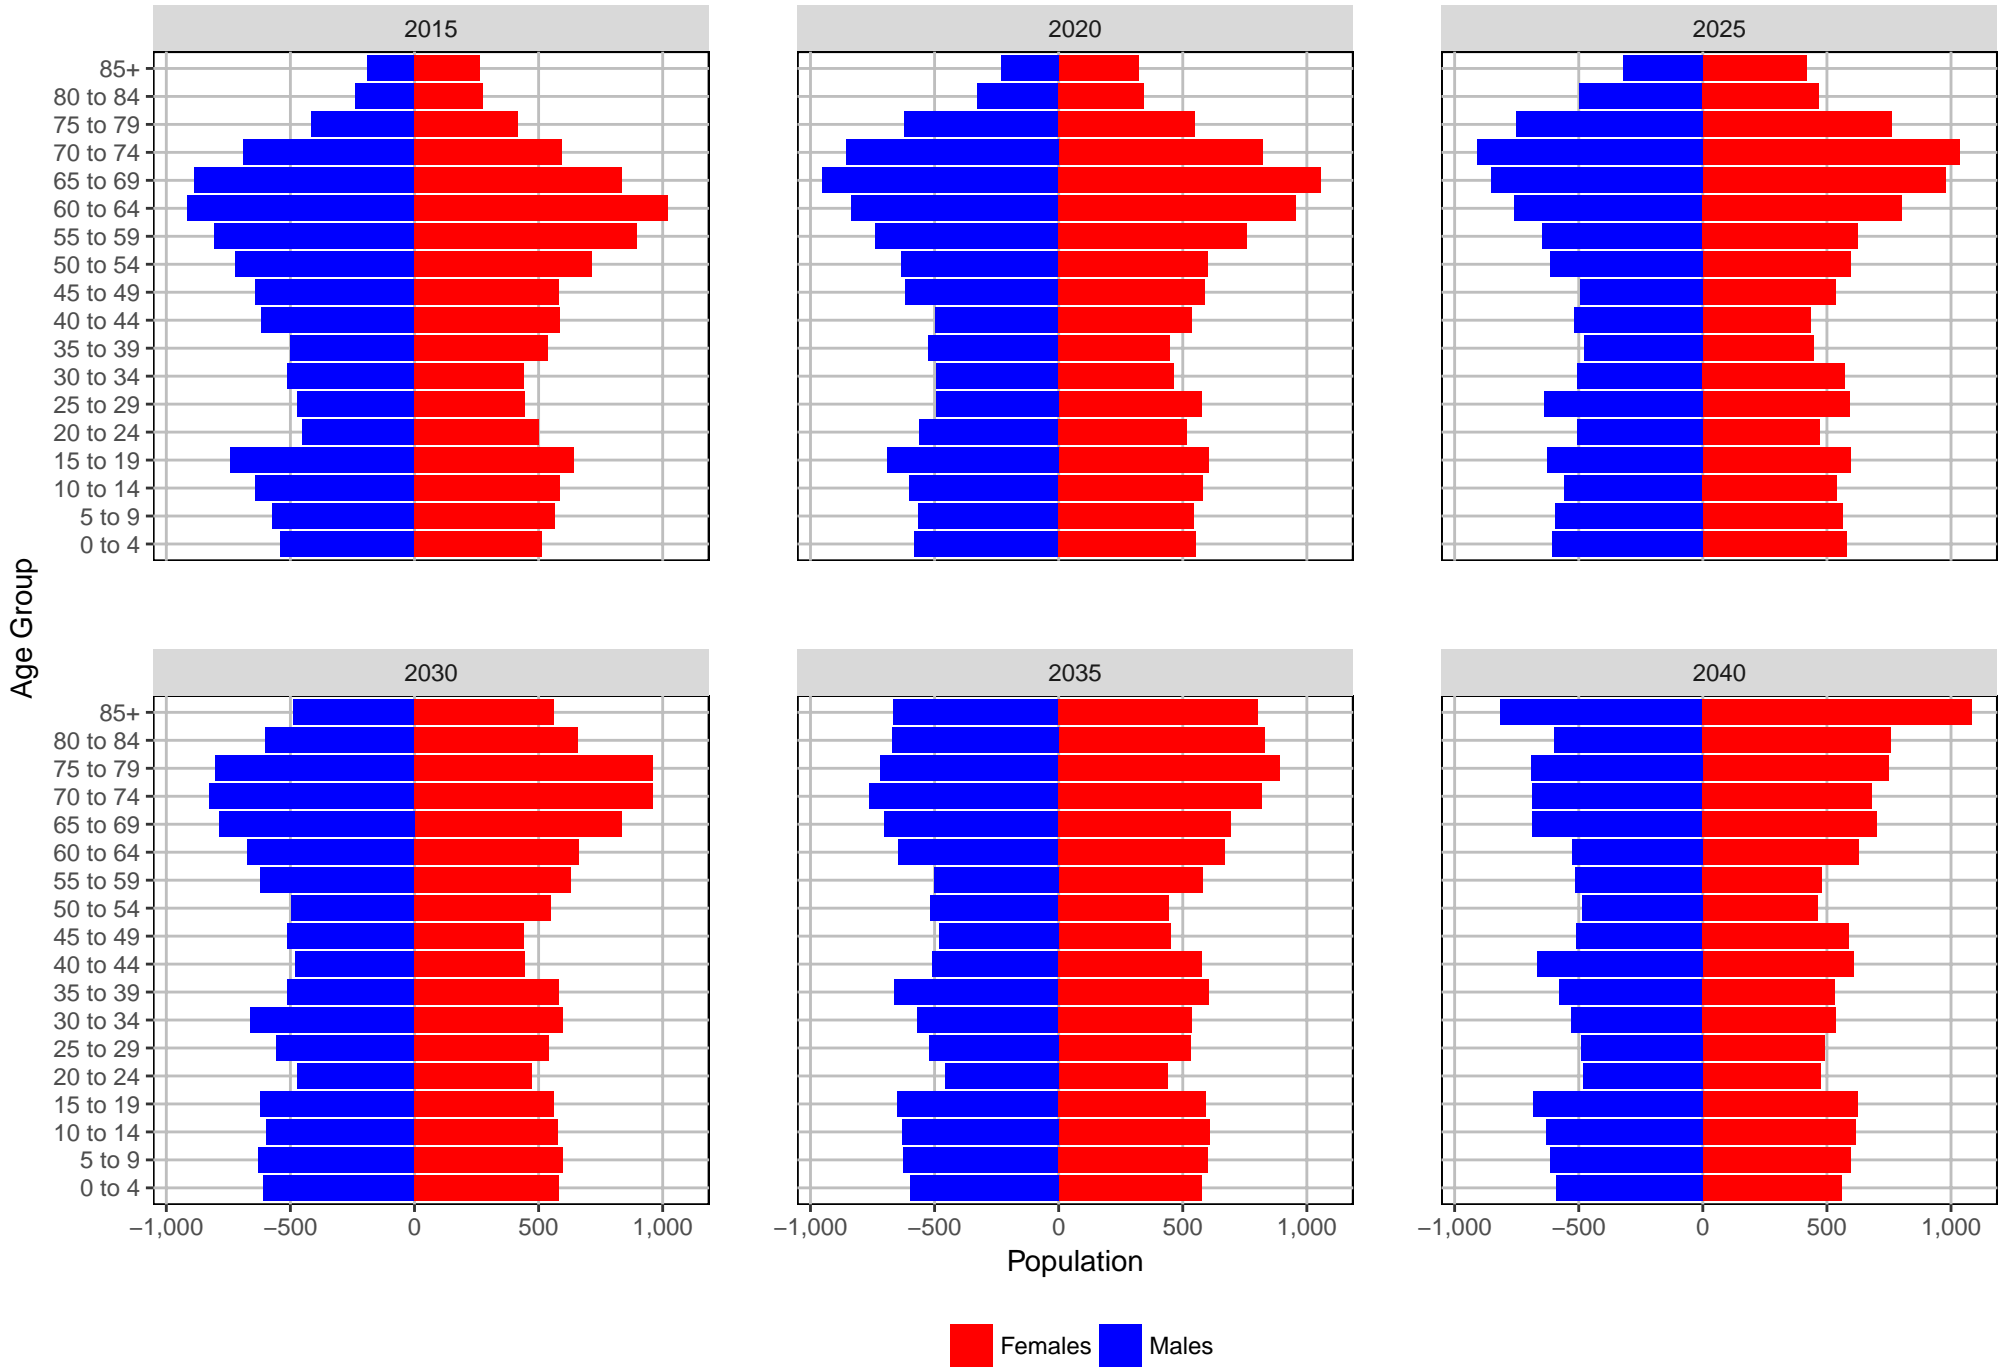 2015
2020
2025
85+
80 to 84
75 to 79
70 to 74
65 to 69
60 to 64
55 to 59
50 to 54
45 to 49
40 to 44
35 to 39
30 to 34
25 to 29
20 to 24
15 to 19
10 to 14
5 to 9
0 to 4
Age Group
2030
2035
2040
85+
80 to 84
75 to 79
70 to 74
65 to 69
60 to 64
55 to 59
50 to 54
45 to 49
40 to 44
35 to 39
30 to 34
25 to 29
20 to 24
15 to 19
10 to 14
5 to 9
0 to 4
−1,000 −500 0 500 1,000
−1,000 −500 0 500 1,000
−1,000 −500 0 500 1,000
Population
Females Males